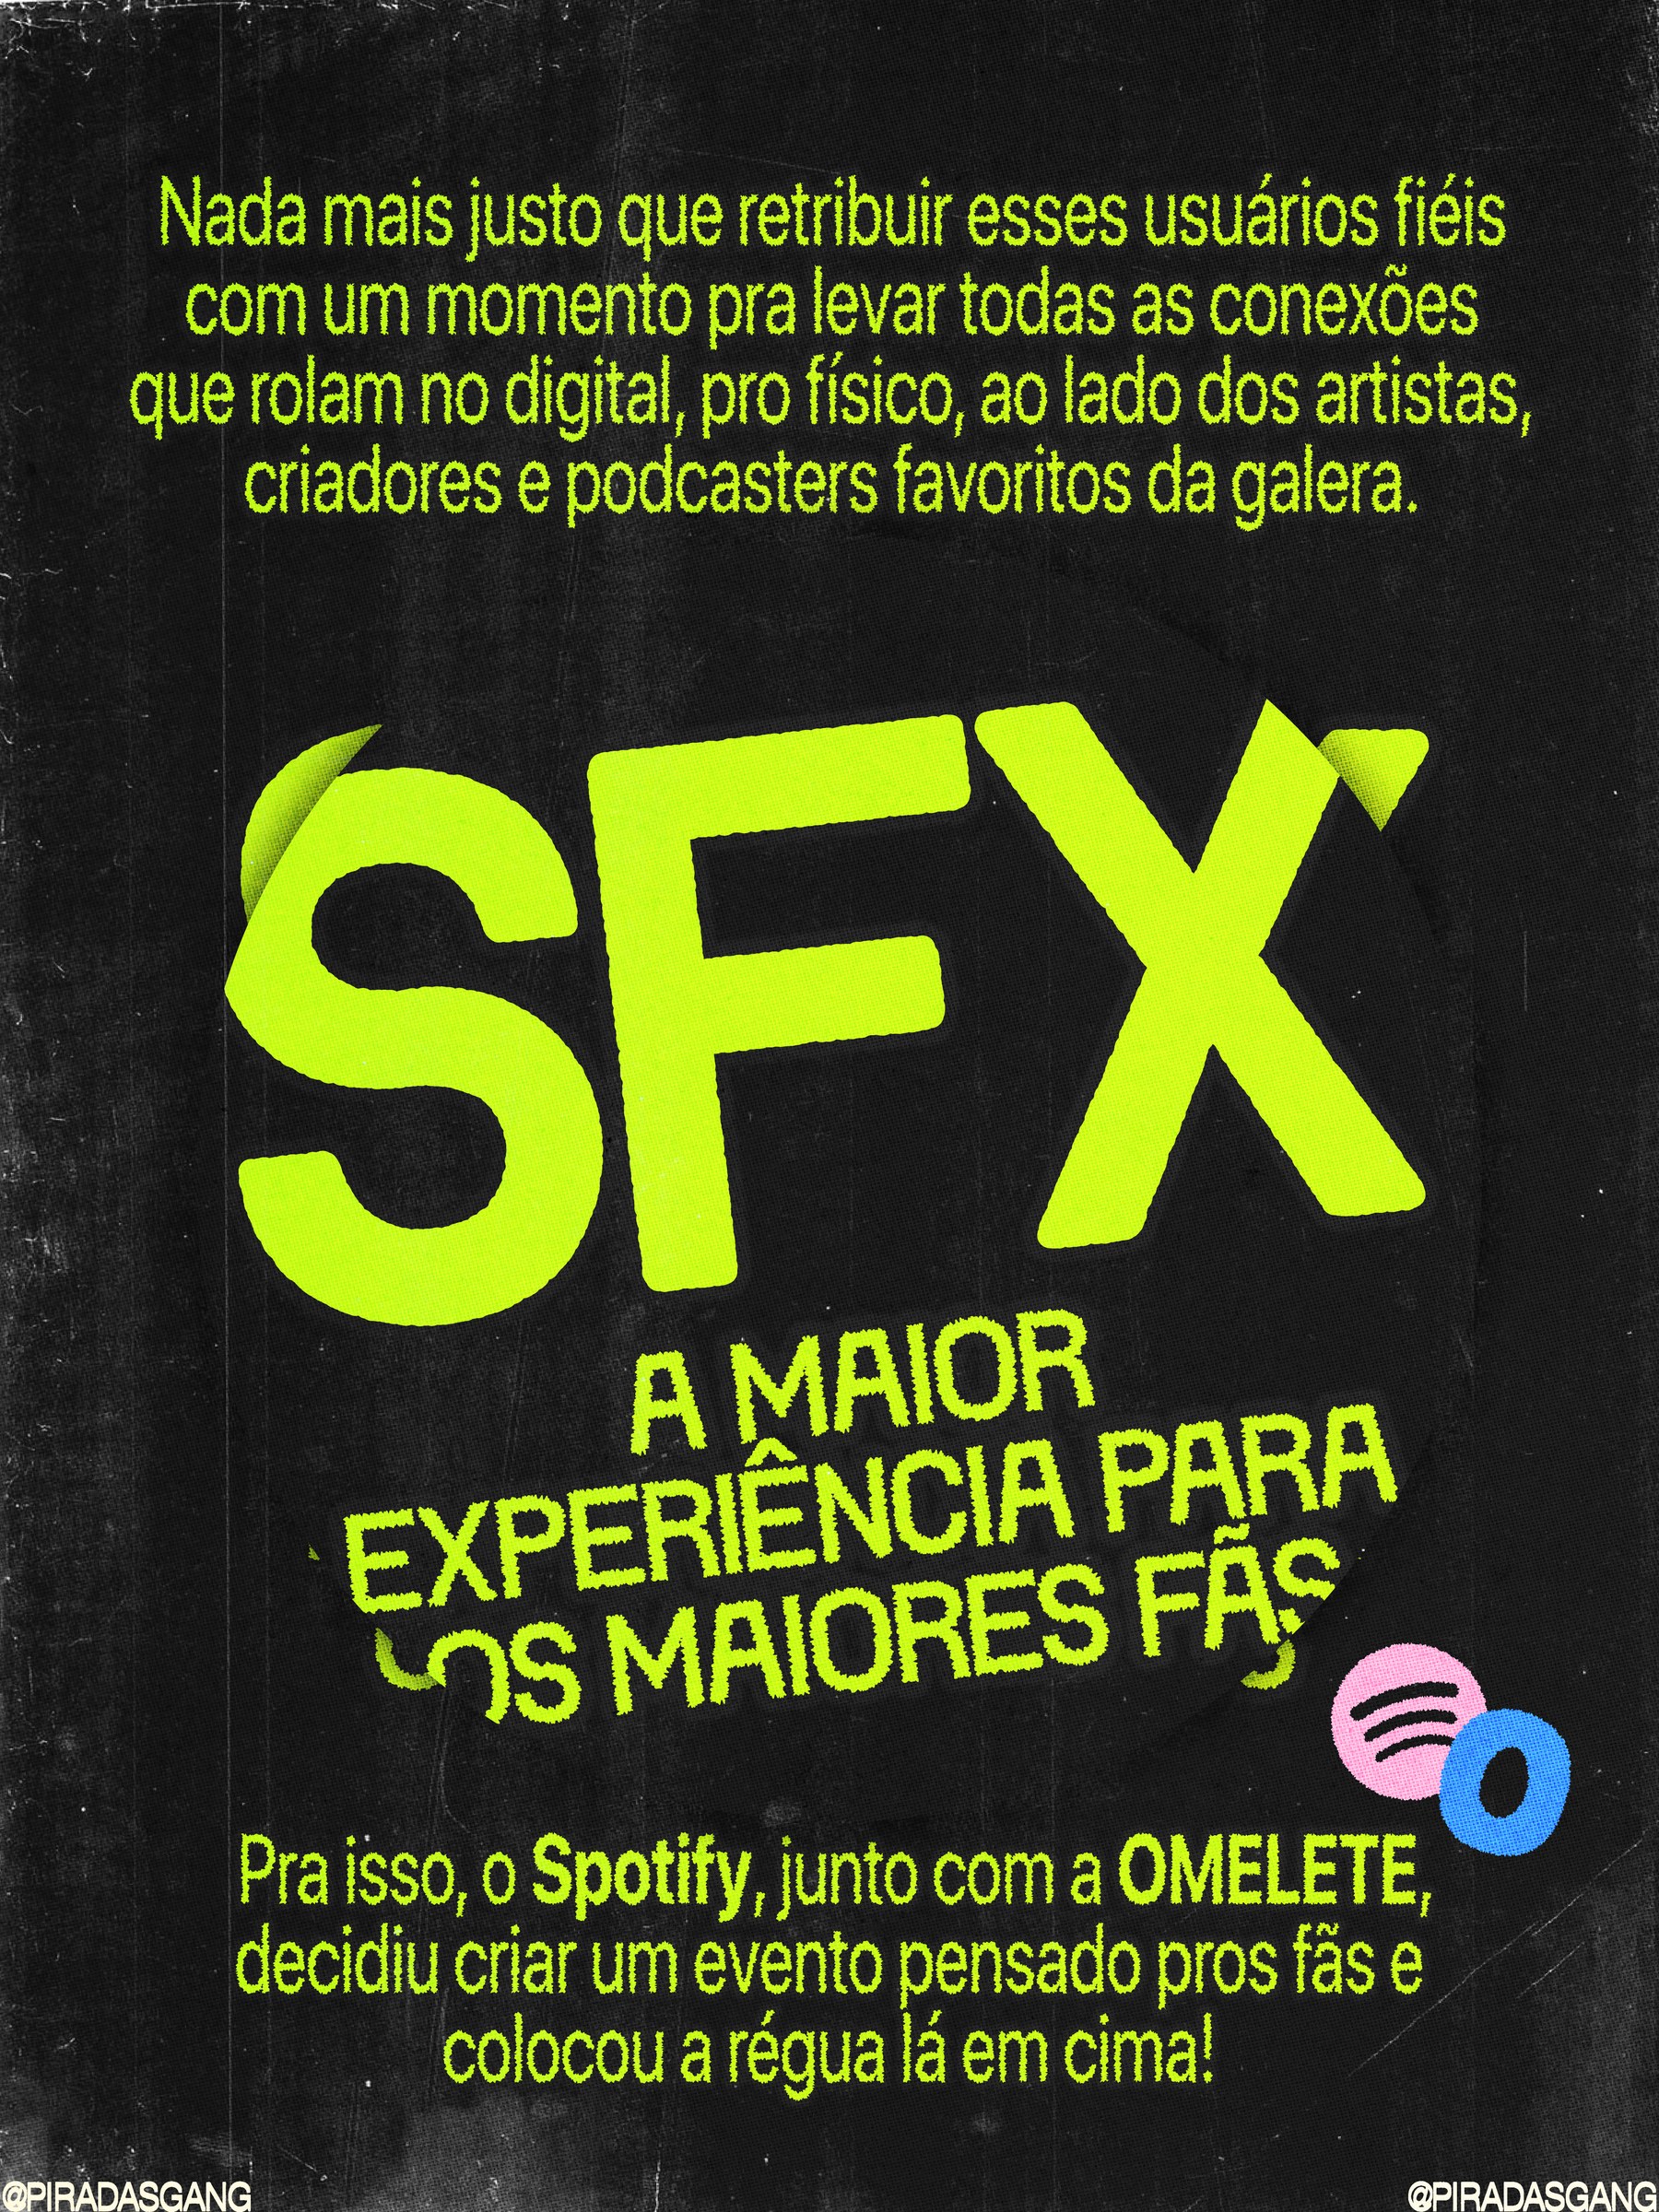 Nada mais justo que retribuir esses usuários fiéis
com um momento pra levar todas as conexões
que rolam no digital, pro físico, ao lado dos artistas,
criadores e podcasters favoritos da galera.
SFX
A MAIOR
EXPERIÊNCIA PARA
OS MAIORES FÃS
Pra isso, o Spotify, junto com a OMELETE,
decidiu criar um evento pensado pros fãs e
colocou a régua lá em cima!
@PIRADASGANG
@PIRADASGANG